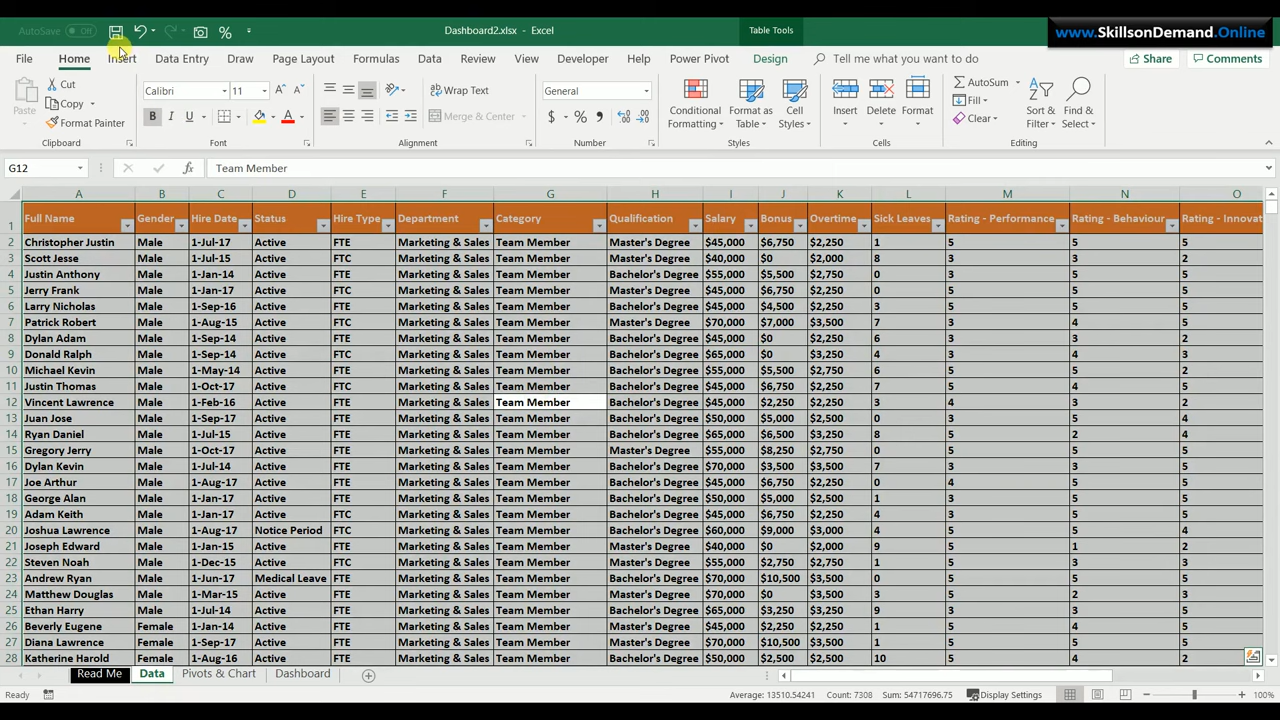 AutoSave Off Dashboard2.xlsx - Excel Table Tools www.SkillsonDemand.Online
File Home Insert Data Entry Draw Page Layout Formulas Data Review View Developer Help Power Pivot Design Tell me what you want to do Share Comments
Paste Cut Copy Format Painter Clipboard
Calibri 11 B I U A Font
Wrap Text Merge & Center Alignment
General $ % Number
Conditional Formatting Format as Table Cell Styles Styles
Insert Delete Format Cells
AutoSum Fill Clear Sort & Filter Find & Select Editing
G12 fx Team Member
A B C D E F G H I J K L M N O
1 Full Name Gender Hire Date Status Hire Type Department Category Qualification Salary Bonus Overtime Sick Leaves Rating - Performance Rating - Behaviour Rating - Innovat
2 Christopher Justin Male 1-Jul-17 Active FTE Marketing & Sales Team Member Master's Degree $45,000 $6,750 $2,250 1 5 5 5
3 Scott Jesse Male 1-Jul-15 Active FTC Marketing & Sales Team Member Master's Degree $40,000 $0 $2,000 8 3 3 2
4 Justin Anthony Male 1-Jan-14 Active FTE Marketing & Sales Team Member Bachelor's Degree $55,000 $5,500 $2,750 0 3 5 5
5 Jerry Frank Male 1-Jan-17 Active FTC Marketing & Sales Team Member Master's Degree $45,000 $6,750 $2,250 0 5 5 5
6 Larry Nicholas Male 1-Sep-16 Active FTE Marketing & Sales Team Member Bachelor's Degree $45,000 $4,500 $2,250 3 5 5 5
7 Patrick Robert Male 1-Aug-15 Active FTC Marketing & Sales Team Member Master's Degree $70,000 $7,000 $3,500 7 3 4 5
8 Dylan Adam Male 1-Sep-14 Active FTE Marketing & Sales Team Member Bachelor's Degree $45,000 $0 $2,250 6 5 3 2
9 Donald Ralph Male 1-Sep-14 Active FTC Marketing & Sales Team Member Bachelor's Degree $65,000 $0 $3,250 4 3 4 3
10 Michael Kevin Male 1-May-14 Active FTE Marketing & Sales Team Member Bachelor's Degree $55,000 $5,500 $2,750 6 5 5 2
11 Justin Thomas Male 1-Oct-17 Active FTC Marketing & Sales Team Member Bachelor's Degree $45,000 $6,750 $2,250 7 5 4 5
12 Vincent Lawrence Male 1-Feb-16 Active FTE Marketing & Sales Team Member Bachelor's Degree $45,000 $2,250 $2,250 3 4 3 2
13 Juan Jose Male 1-Sep-17 Active FTE Marketing & Sales Team Member Bachelor's Degree $50,000 $5,000 $2,500 0 3 5 4
14 Ryan Daniel Male 1-Jul-15 Active FTC Marketing & Sales Team Member Bachelor's Degree $65,000 $6,500 $3,250 8 5 2 4
15 Gregory Jerry Male 1-Oct-17 Active FTE Marketing & Sales Team Member Master's Degree $55,000 $8,250 $2,750 0 5 5 5
16 Dylan Kevin Male 1-Jul-14 Active FTE Marketing & Sales Team Member Bachelor's Degree $70,000 $3,500 $3,500 7 3 3 5
17 Joe Arthur Male 1-Aug-17 Active FTE Marketing & Sales Team Member Master's Degree $45,000 $6,750 $2,250 0 4 5 5
18 George Alan Male 1-Jan-17 Active FTE Marketing & Sales Team Member Bachelor's Degree $50,000 $5,000 $2,500 1 3 5 5
19 Adam Keith Male 1-Jan-17 Active FTC Marketing & Sales Team Member Bachelor's Degree $45,000 $6,750 $2,250 4 3 5 5
20 Joshua Lawrence Male 1-Aug-17 Notice Period FTC Marketing & Sales Team Member Bachelor's Degree $60,000 $9,000 $3,000 4 5 5 4
21 Joseph Edward Male 1-Jan-15 Active FTE Marketing & Sales Team Member Master's Degree $40,000 $0 $2,000 9 5 1 2
22 Steven Noah Male 1-Dec-15 Active FTC Marketing & Sales Team Member Master's Degree $55,000 $2,750 $2,750 1 5 3 3
23 Andrew Ryan Male 1-Jun-17 Medical Leave FTE Marketing & Sales Team Member Bachelor's Degree $70,000 $10,500 $3,500 0 5 5 5
24 Matthew Douglas Male 1-Mar-15 Active FTE Marketing & Sales Team Member Master's Degree $70,000 $0 $3,500 3 5 2 3
25 Ethan Harry Male 1-Jul-14 Active FTE Marketing & Sales Team Member Bachelor's Degree $65,000 $3,250 $3,250 9 3 3 5
26 Beverly Eugene Female 1-Jan-14 Active FTE Marketing & Sales Team Member Bachelor's Degree $45,000 $2,250 $2,250 1 5 4 5
27 Diana Lawrence Female 1-Sep-17 Active FTE Marketing & Sales Team Member Master's Degree $70,000 $10,500 $3,500 1 5 5 5
28 Katherine Harold Female 1-Aug-16 Active FTE Marketing & Sales Team Member Bachelor's Degree $50,000 $2,500 $2,500 10 5 4 2
Read Me Data Pivots & Chart Dashboard
Ready Average: 13510.54241 Count: 7308 Sum: 54717696.75 Display Settings 100%